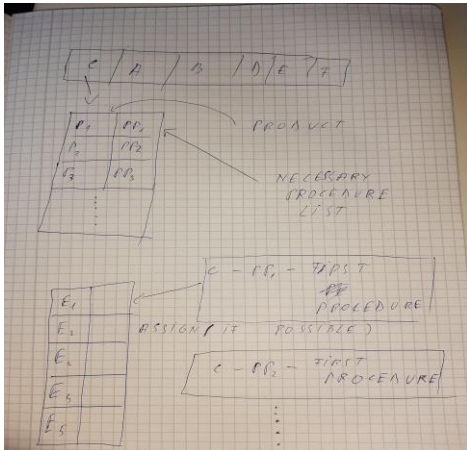 C A B D E F
P1 PP1
P2 PP2
P3 PP3
PRODUCT
NECESSARY
PROCEDURE
LIST
C - PP1 - FIRST
PROCEDURE
ASSIGN (IF POSSIBLE)
C - PP2 - FIRST
PROCEDURE
E1
E2
E3
E5
E5